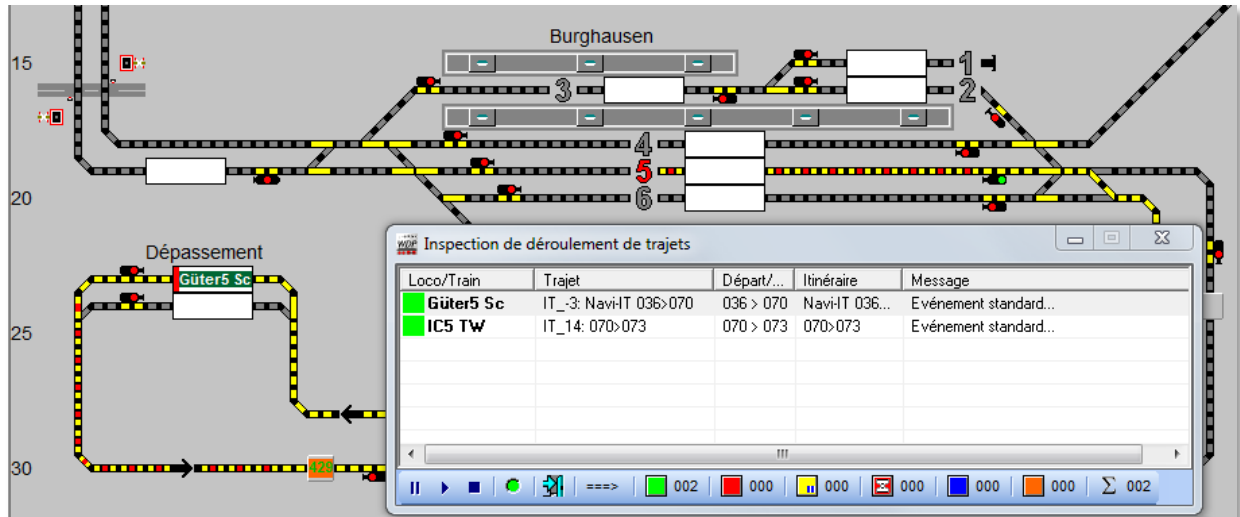 Burghausen
15
1
3
2
4
5
20
6
Dépassement
Güter5 Sc
25
30
429
WDP Inspection de déroulement de trajets
Loco/Train Trajet Départ/... Itinéraire Message
Güter5 Sc IT_-3: Navi-IT 036>070 036 > 070 Navi-IT 036... Evénement standard...
IC5 TW IT_14: 070>073 070 > 073 070>073 Evénement standard...
===> 002 000 000 000 000 000 Σ 002